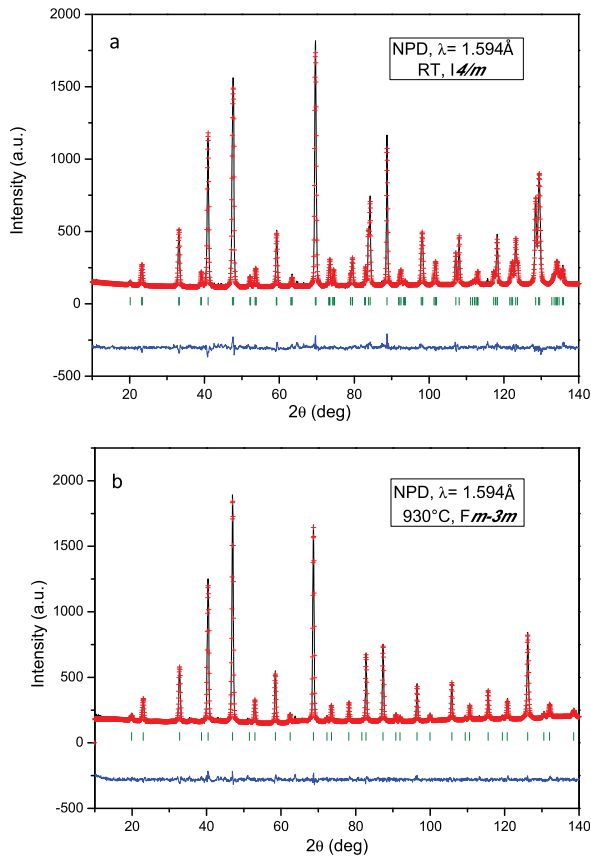 2000
a
NPD, λ= 1.594Å
RT, I4/m
1500
1000
500
0
-500
Intensity (a.u.)
20 40 60 80 100 120 140
2θ (deg)
b
2000
NPD, λ= 1.594Å
930°C, Fm-3m
1500
1000
500
0
-500
Intensity (a.u.)
20 40 60 80 100 120 140
2θ (deg)